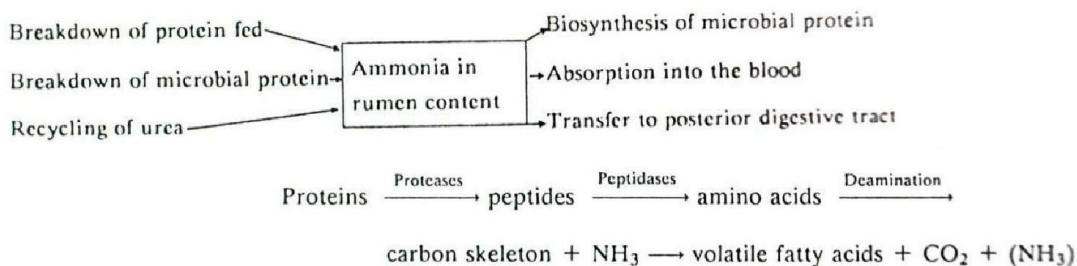 Breakdown of protein fed
Breakdown of microbial protein
Recycling of urea
Ammonia in
rumen content
Biosynthesis of microbial protein
Absorption into the blood
Transfer to posterior digestive tract
Proteins Proteases→ peptides Peptidases→ amino acids Deamination→
carbon skeleton + NH₃ → volatile fatty acids + CO₂ + (NH₃)